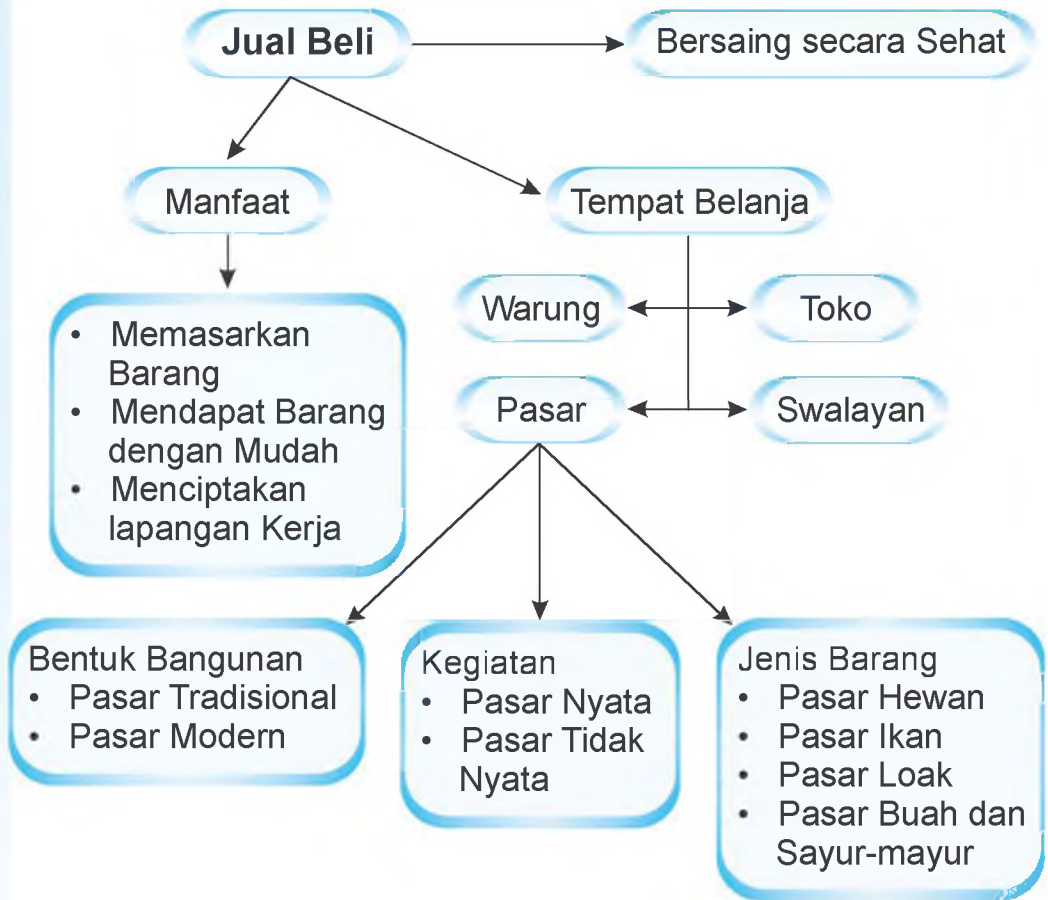 Jual Beli
Bersaing secara Sehat
Manfaat
Tempat Belanja
• Memasarkan
Barang
• Mendapat Barang
dengan Mudah
• Menciptakan
lapangan Kerja
Warung
Toko
Pasar
Swalayan
Bentuk Bangunan
• Pasar Tradisional
• Pasar Modern
Kegiatan
• Pasar Nyata
• Pasar Tidak
Nyata
Jenis Barang
• Pasar Hewan
• Pasar Ikan
• Pasar Loak
• Pasar Buah dan
Sayur-mayur